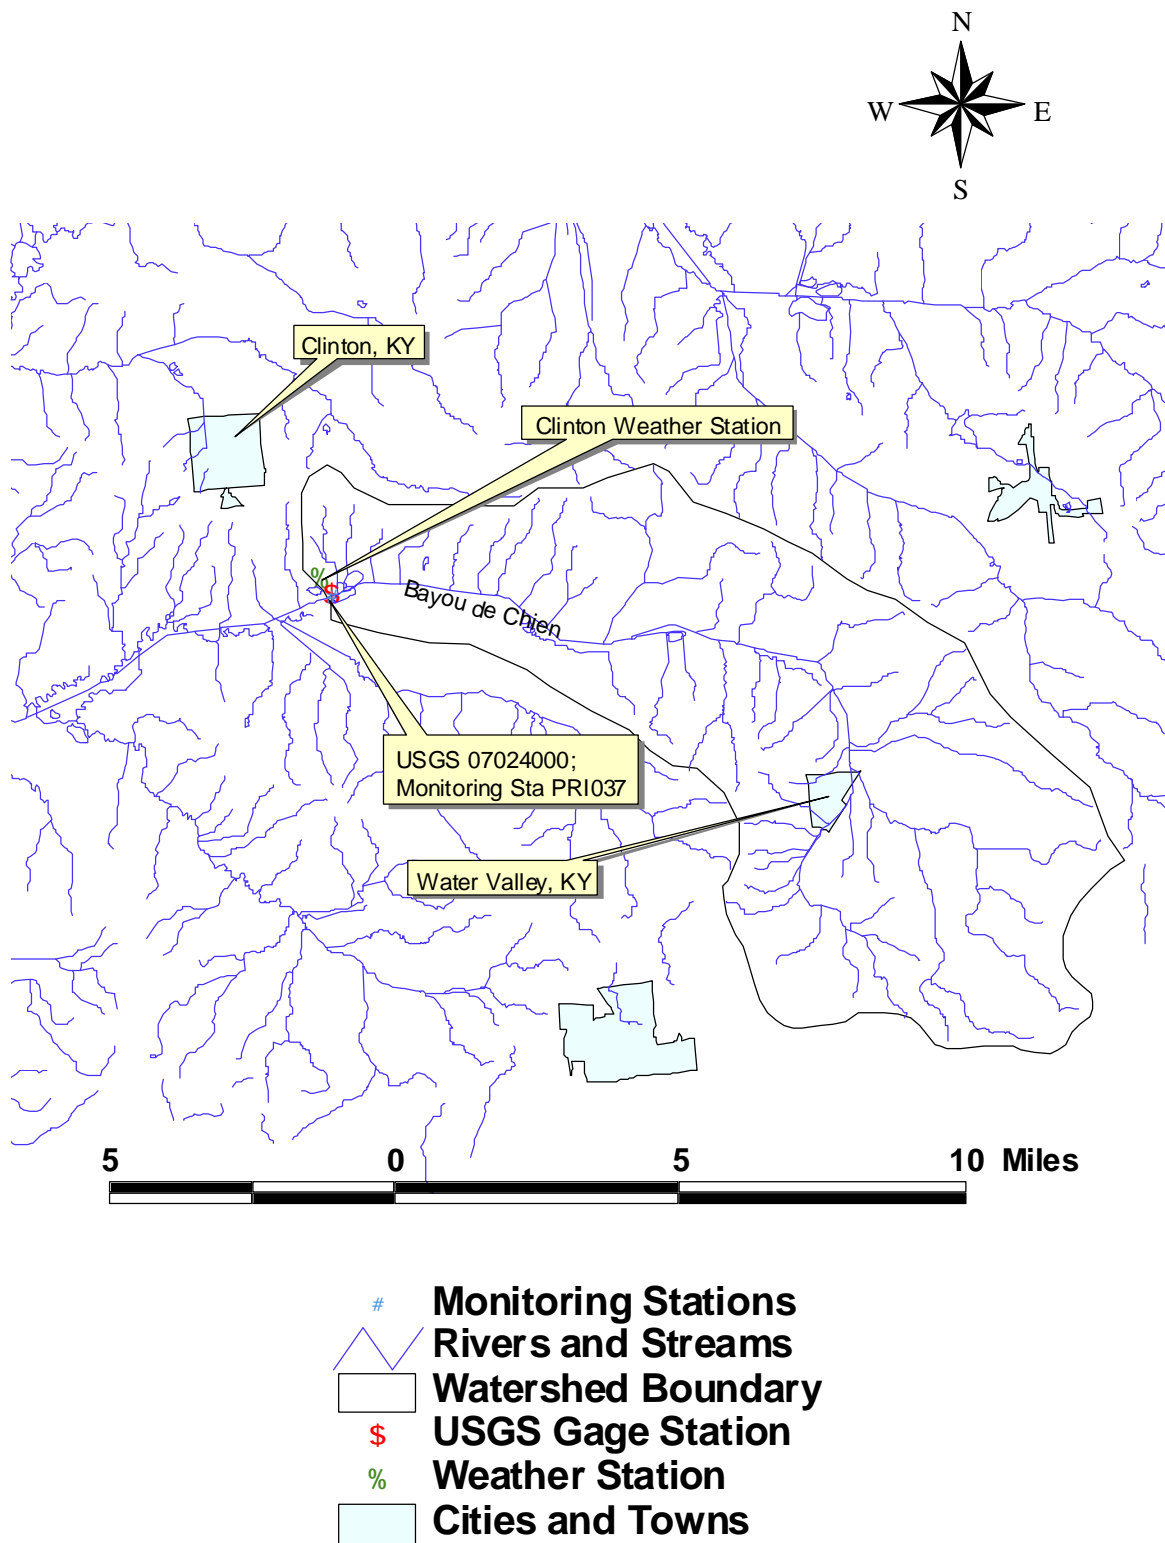 N
W E
S
Clinton, KY
Clinton Weather Station
%
$
#
Bayou de Chien
USGS 07024000;
Monitoring Sta PRI037
Water Valley, KY
5 0 5 10 Miles
# Monitoring Stations
Rivers and Streams
Watershed Boundary
$ USGS Gage Station
% Weather Station
Cities and Towns